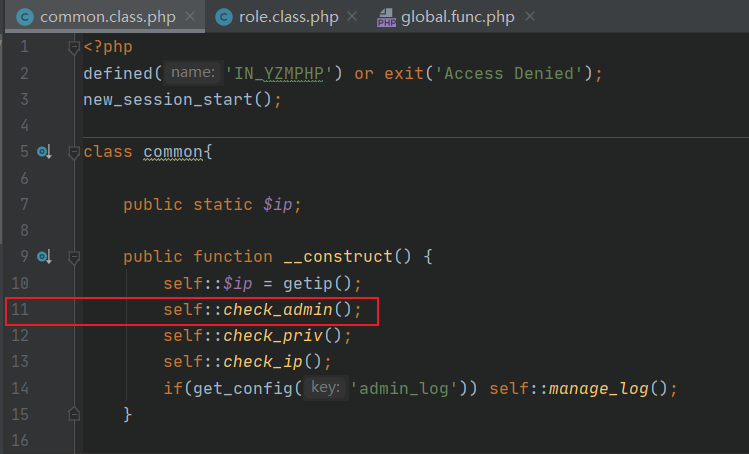 common.class.php × role.class.php × global.func.php ×
1 <?php
2 defined( name: 'IN_YZMPHP') or exit('Access Denied');
3 new_session_start();
4
5 class common{
6
7 public static $ip;
8
9 public function __construct() {
10 self::$ip = getip();
11 self::check_admin();
12 self::check_priv();
13 self::check_ip();
14 if(get_config( key: 'admin_log')) self::manage_log();
15 }
16